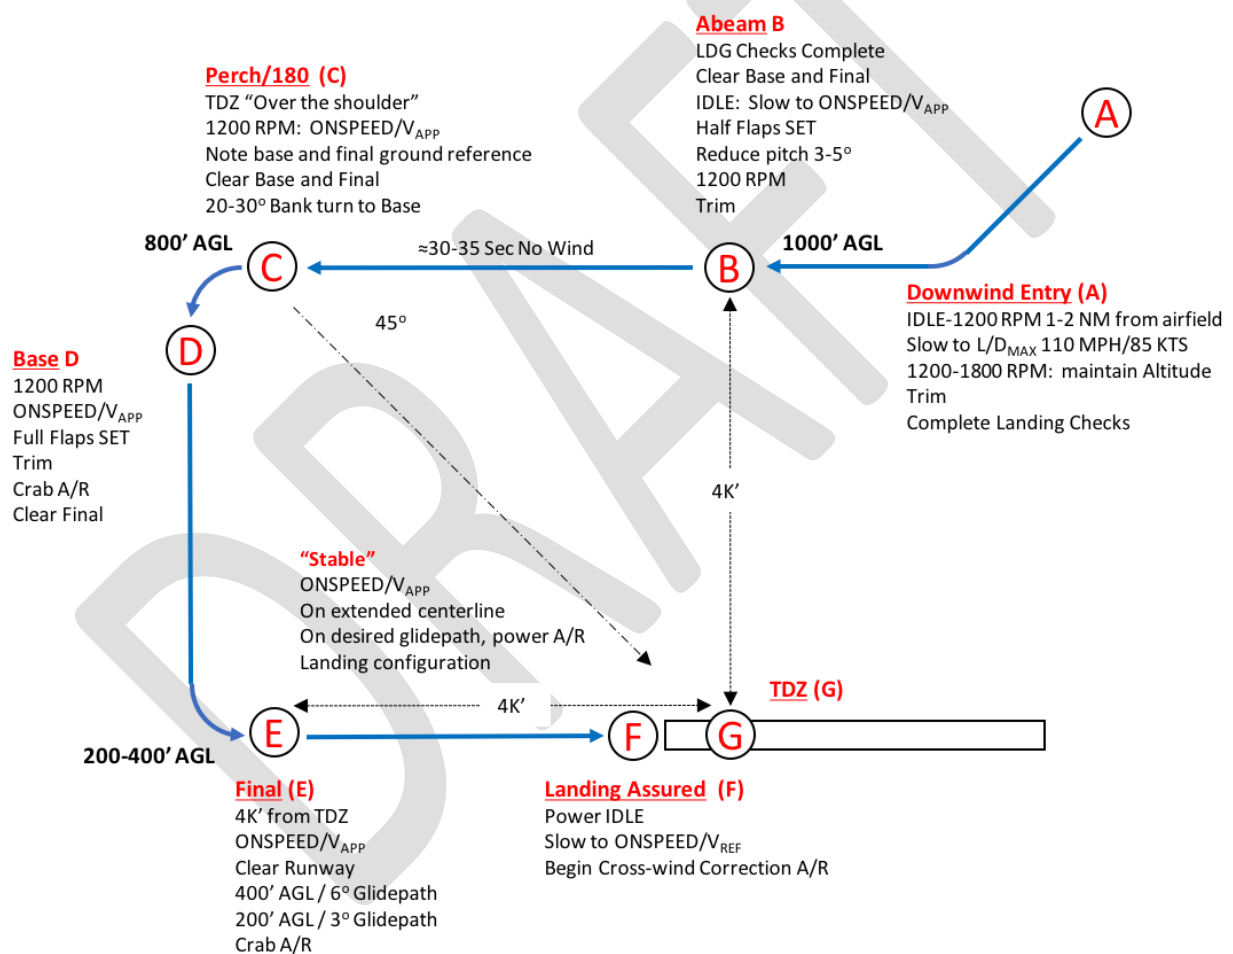 Abeam B
LDG Checks Complete
Clear Base and Final
IDLE: Slow to ONSPEED/VAPP
Half Flaps SET
Reduce pitch 3-5º
1200 RPM
Trim
Perch/180 (C)
TDZ “Over the shoulder”
1200 RPM: ONSPEED/VAPP
Note base and final ground reference
Clear Base and Final
20-30º Bank turn to Base
A
800’ AGL
≈30-35 Sec No Wind
1000’ AGL
C
B
Downwind Entry (A)
IDLE-1200 RPM 1-2 NM from airfield
Slow to L/DMAX 110 MPH/85 KTS
1200-1800 RPM: maintain Altitude
Trim
Complete Landing Checks
45º
D
Base D
1200 RPM
ONSPEED/VAPP
Full Flaps SET
Trim
Crab A/R
Clear Final
4K’
“Stable”
ONSPEED/VAPP
On extended centerline
On desired glidepath, power A/R
Landing configuration
TDZ (G)
4K’
E
F
G
200-400’ AGL
Final (E)
4K’ from TDZ
ONSPEED/VAPP
Clear Runway
400’ AGL / 6º Glidepath
200’ AGL / 3º Glidepath
Crab A/R
Landing Assured (F)
Power IDLE
Slow to ONSPEED/VREF
Begin Cross-wind Correction A/R
DRAFT